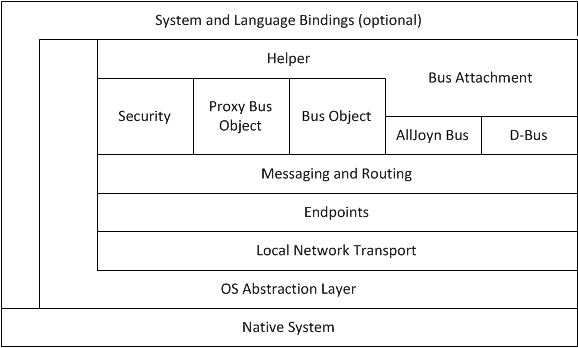 System and Language Bindings (optional)
Helper
Bus Attachment
Security
Proxy Bus
Object
Bus Object
AllJoyn Bus
D-Bus
Messaging and Routing
Endpoints
Local Network Transport
OS Abstraction Layer
Native System